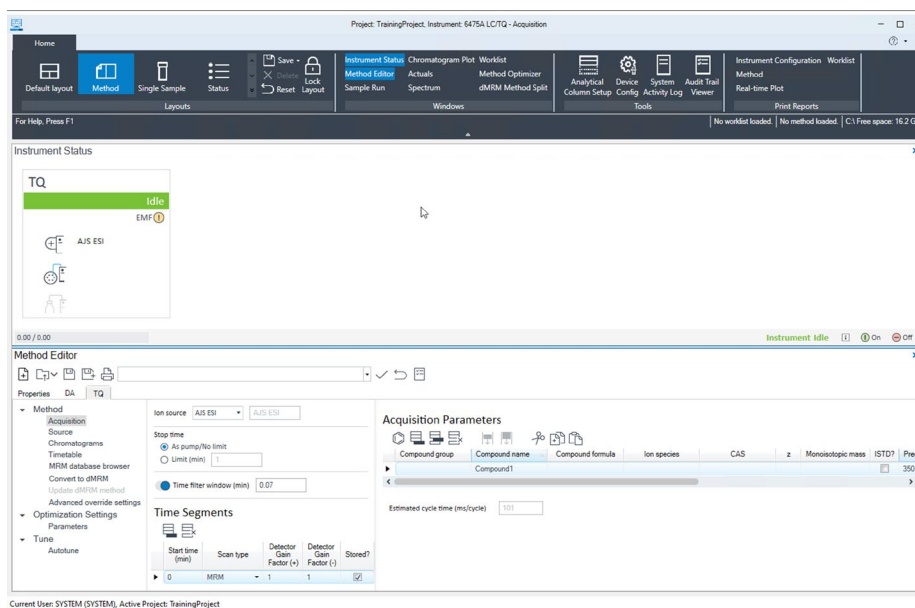 Project: TrainingProject, Instrument: 6475A LC/TQ - Acquisition
Home
Default layout
Method
Single Sample
Status
Save
Delete
Reset
Lock Layout
Layouts
Instrument Status Chromatogram Plot Worklist
Method Editor Actuals Method Optimizer
Sample Run Spectrum dMRM Method Split
Windows
Analytical Column Setup
Device Config
System Activity Log
Audit Trail Viewer
Tools
Instrument Configuration Worklist
Method
Real-time Plot
Print Reports
For Help, Press F1
No worklist loaded. No method loaded. C:\ Free space: 16.2 G
Instrument Status
TQ
Idle
EMF
AJS ESI
0.00 / 0.00
Instrument Idle On Off
Method Editor
Properties DA TQ
Method
Acquisition
Source
Chromatograms
Timetable
MRM database browser
Convert to dMRM
Update dMRM method
Advanced override settings
Optimization Settings
Parameters
Tune
Autotune
Ion source AJS ESI AJS ESI
Stop time
As pump/No limit
Limit (min) 1
Time filter window (min) 0.07
Time Segments
Start time (min) Scan type Detector Gain Factor (+) Detector Gain Factor (-) Stored?
0 MRM 1 1
Acquisition Parameters
Compound group Compound name Compound formula Ion species CAS z Monoisotopic mass ISTD? Pre
Compound1 350
Estimated cycle time (ms/cycle) 101
Current User: SYSTEM (SYSTEM), Active Project: TrainingProject